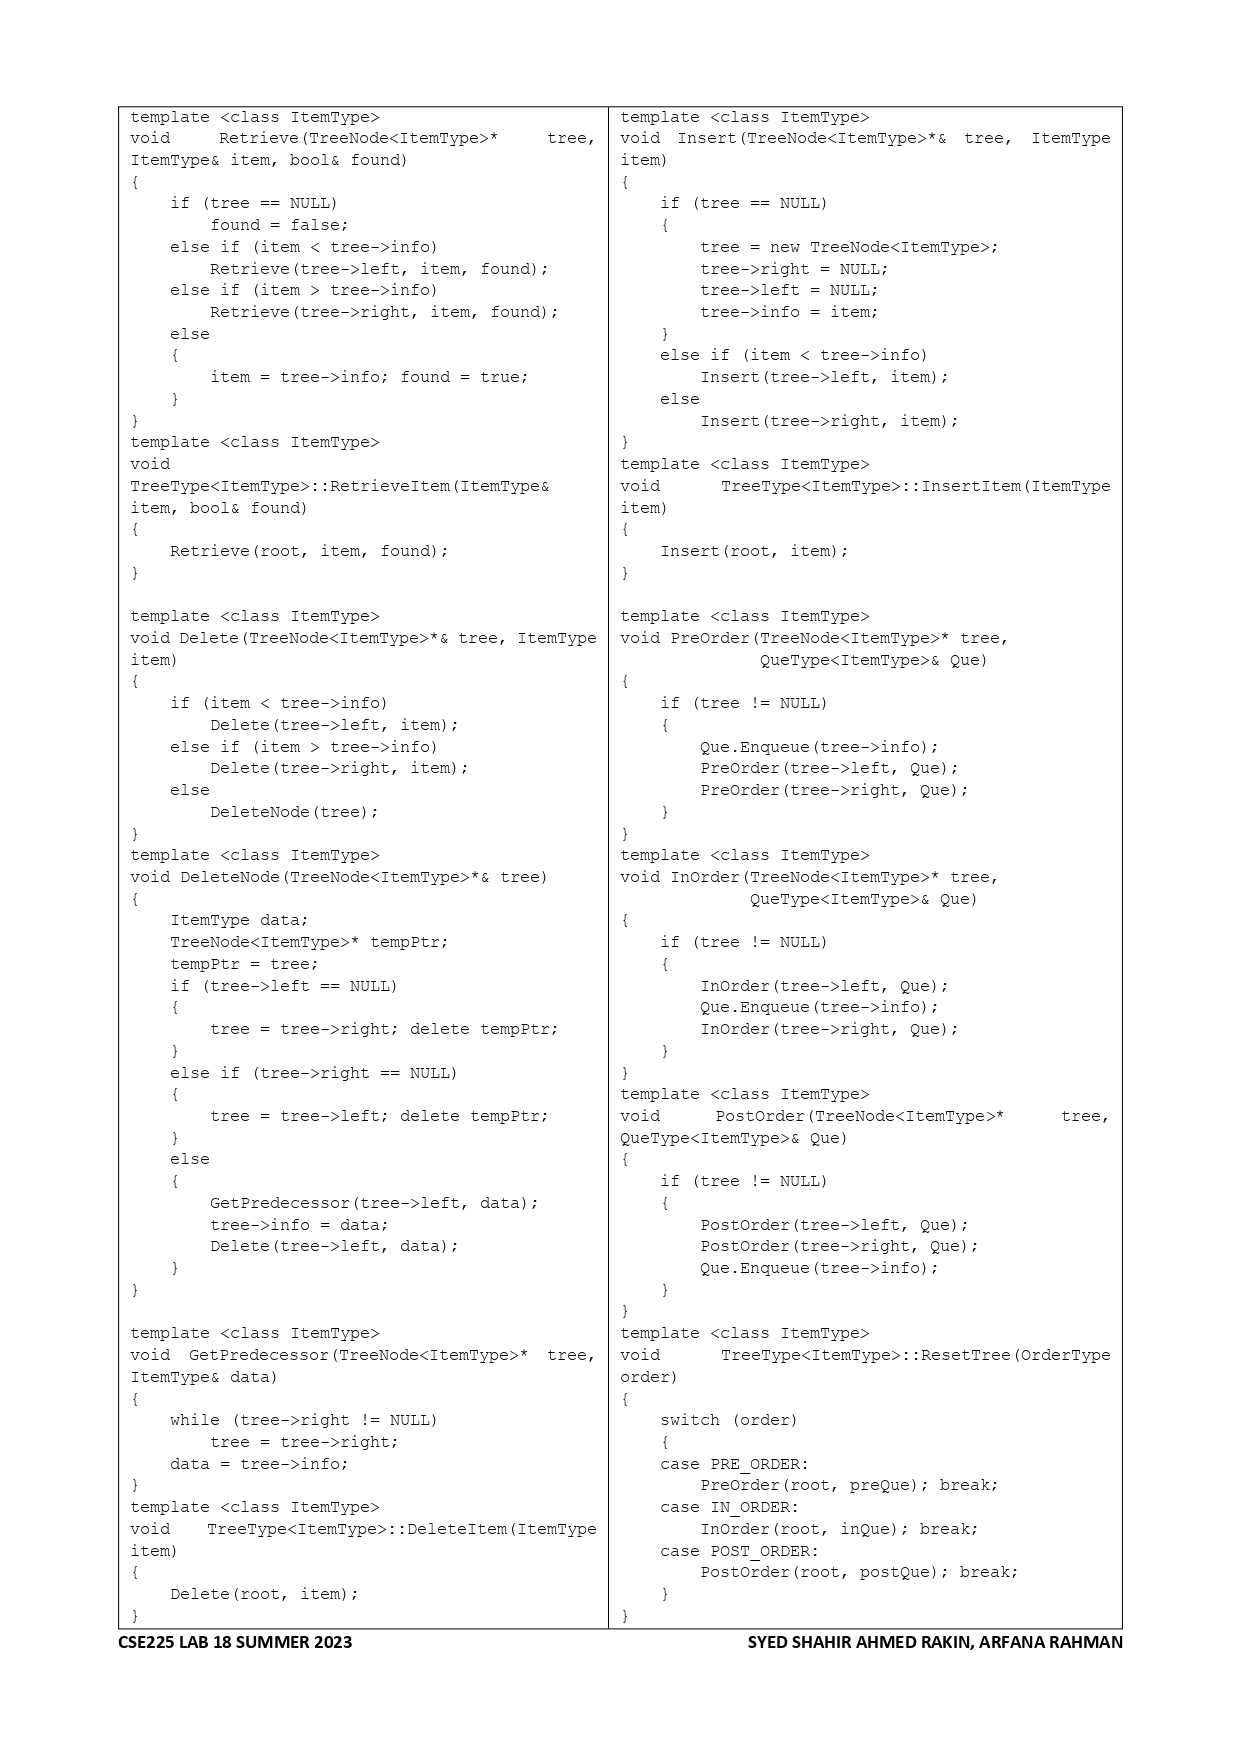 template <class ItemType>
void Retrieve(TreeNode<ItemType>* tree,
ItemType& item, bool& found)
{
    if (tree == NULL)
        found = false;
    else if (item < tree->info)
        Retrieve(tree->left, item, found);
    else if (item > tree->info)
        Retrieve(tree->right, item, found);
    else
    {
        item = tree->info; found = true;
    }
}
template <class ItemType>
void
TreeType<ItemType>::RetrieveItem(ItemType&
item, bool& found)
{
    Retrieve(root, item, found);
}

template <class ItemType>
void Delete(TreeNode<ItemType>*& tree, ItemType
item)
{
    if (item < tree->info)
        Delete(tree->left, item);
    else if (item > tree->info)
        Delete(tree->right, item);
    else
        DeleteNode(tree);
}
template <class ItemType>
void DeleteNode(TreeNode<ItemType>*& tree)
{
    ItemType data;
    TreeNode<ItemType>* tempPtr;
    tempPtr = tree;
    if (tree->left == NULL)
    {
        tree = tree->right; delete tempPtr;
    }
    else if (tree->right == NULL)
    {
        tree = tree->left; delete tempPtr;
    }
    else
    {
        GetPredecessor(tree->left, data);
        tree->info = data;
        Delete(tree->left, data);
    }
}

template <class ItemType>
void GetPredecessor(TreeNode<ItemType>* tree,
ItemType& data)
{
    while (tree->right != NULL)
        tree = tree->right;
    data = tree->info;
}
template <class ItemType>
void TreeType<ItemType>::DeleteItem(ItemType
item)
{
    Delete(root, item);
}
template <class ItemType>
void Insert(TreeNode<ItemType>*& tree, ItemType
item)
{
    if (tree == NULL)
    {
        tree = new TreeNode<ItemType>;
        tree->right = NULL;
        tree->left = NULL;
        tree->info = item;
    }
    else if (item < tree->info)
        Insert(tree->left, item);
    else
        Insert(tree->right, item);
}
template <class ItemType>
void TreeType<ItemType>::InsertItem(ItemType
item)
{
    Insert(root, item);
}

template <class ItemType>
void PreOrder(TreeNode<ItemType>* tree,
              QueType<ItemType>& Que)
{
    if (tree != NULL)
    {
        Que.Enqueue(tree->info);
        PreOrder(tree->left, Que);
        PreOrder(tree->right, Que);
    }
}
template <class ItemType>
void InOrder(TreeNode<ItemType>* tree,
             QueType<ItemType>& Que)
{
    if (tree != NULL)
    {
        InOrder(tree->left, Que);
        Que.Enqueue(tree->info);
        InOrder(tree->right, Que);
    }
}
template <class ItemType>
void PostOrder(TreeNode<ItemType>* tree,
QueType<ItemType>& Que)
{
    if (tree != NULL)
    {
        PostOrder(tree->left, Que);
        PostOrder(tree->right, Que);
        Que.Enqueue(tree->info);
    }
}
template <class ItemType>
void TreeType<ItemType>::ResetTree(OrderType
order)
{
    switch (order)
    {
    case PRE_ORDER:
        PreOrder(root, preQue); break;
    case IN_ORDER:
        InOrder(root, inQue); break;
    case POST_ORDER:
        PostOrder(root, postQue); break;
    }
}
CSE225 LAB 18 SUMMER 2023
SYED SHAHIR AHMED RAKIN, ARFANA RAHMAN